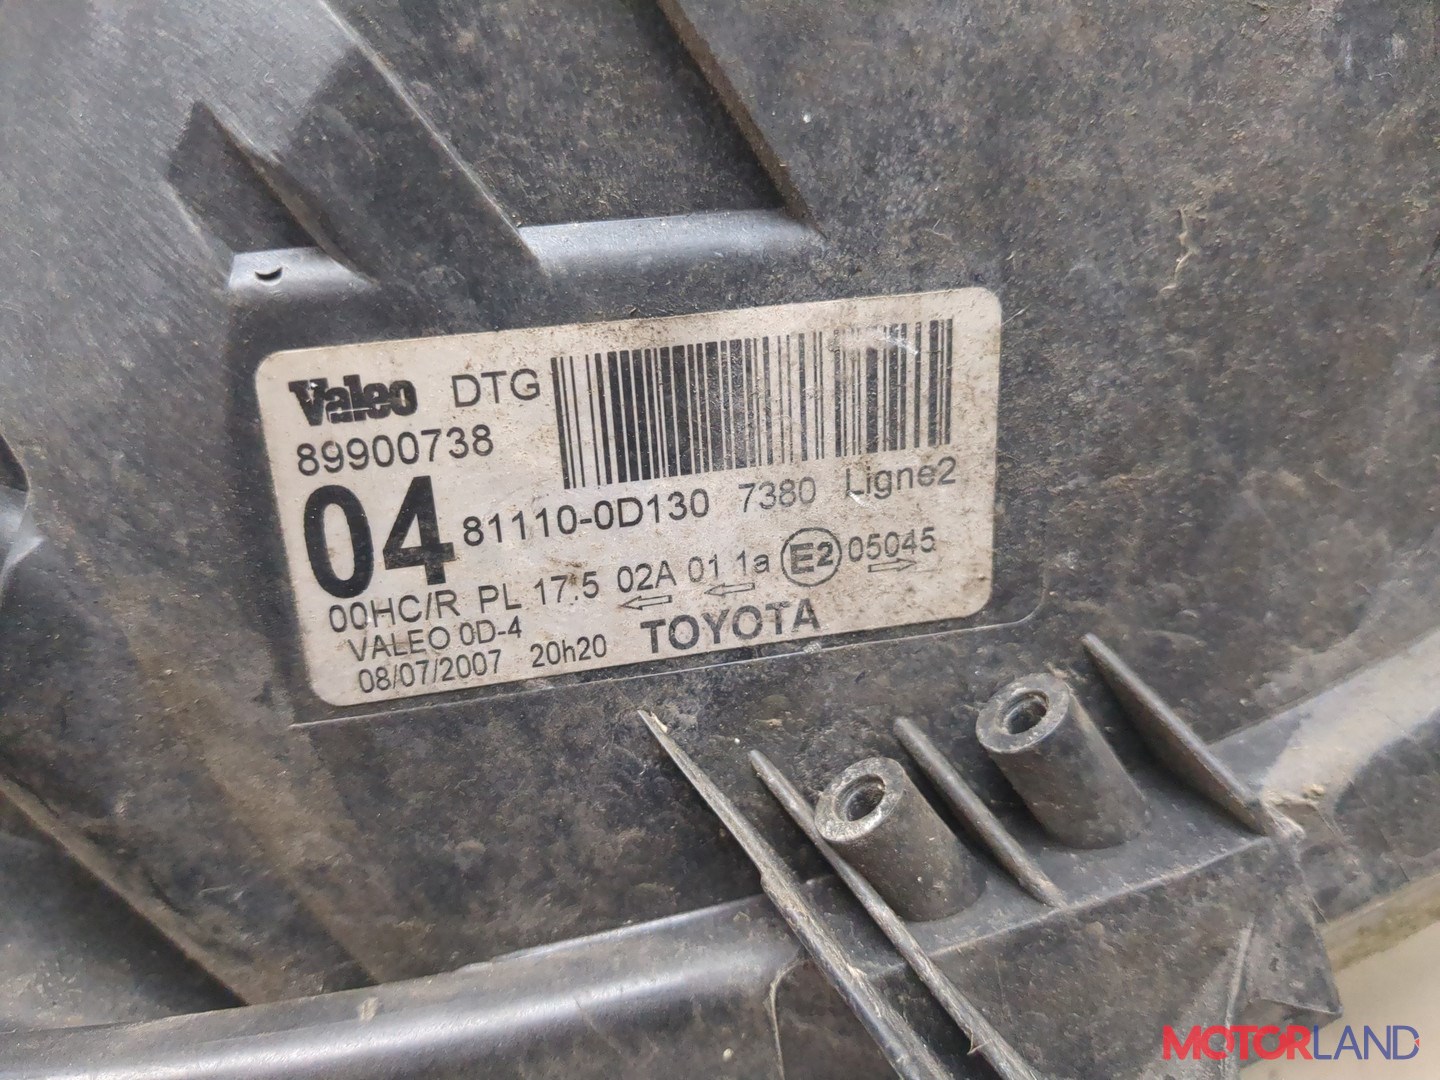 Valeo DTG
89900738
04 81110-0D130 7380 Ligne2
00HC/R PL 17.5 02A 01 1a E2 05045
VALEO 0D-4
08/07/2007 20h20 TOYOTA
MOTORLAND